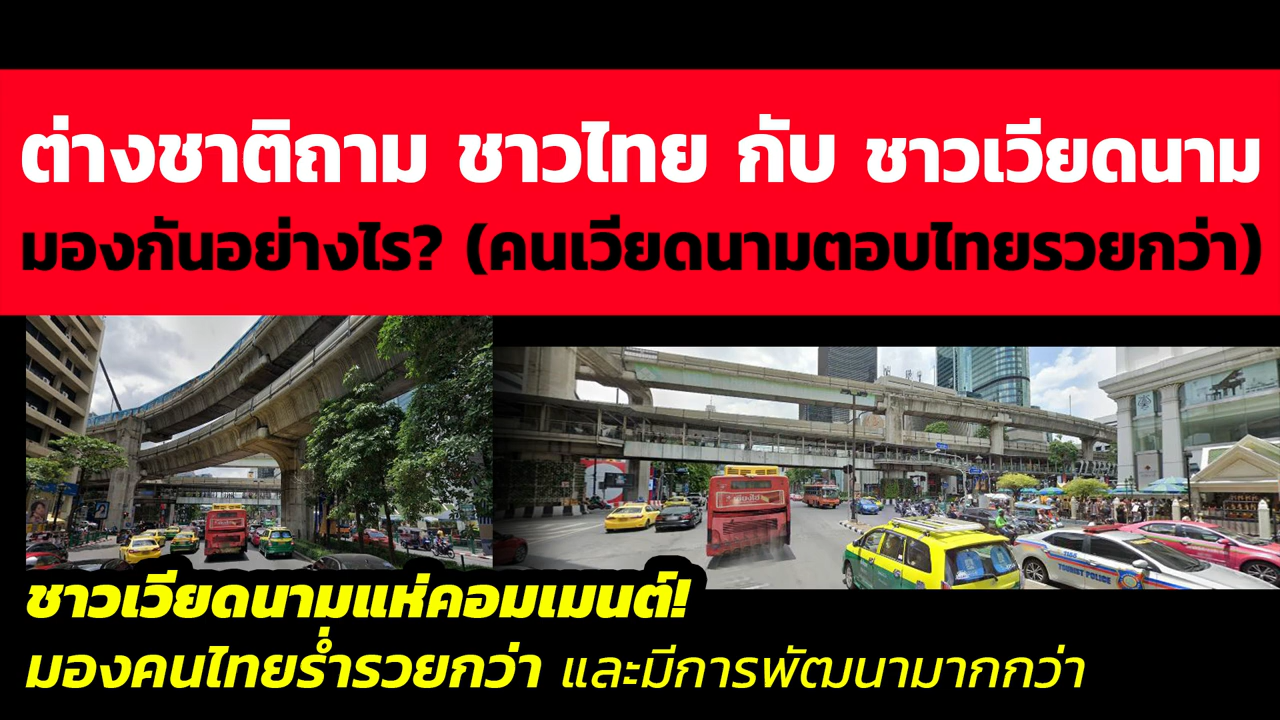 ต่างชาติถาม ชาวไทย กับ ชาวเวียดนาม
มองกันอย่างไร? (คนเวียดนามตอบไทยรวยกว่า)
TOURIST POLICE
ชาวเวียดนามแห่คอมเมนต์!
มองคนไทยร่ำรวยกว่า และมีการพัฒนามากกว่า